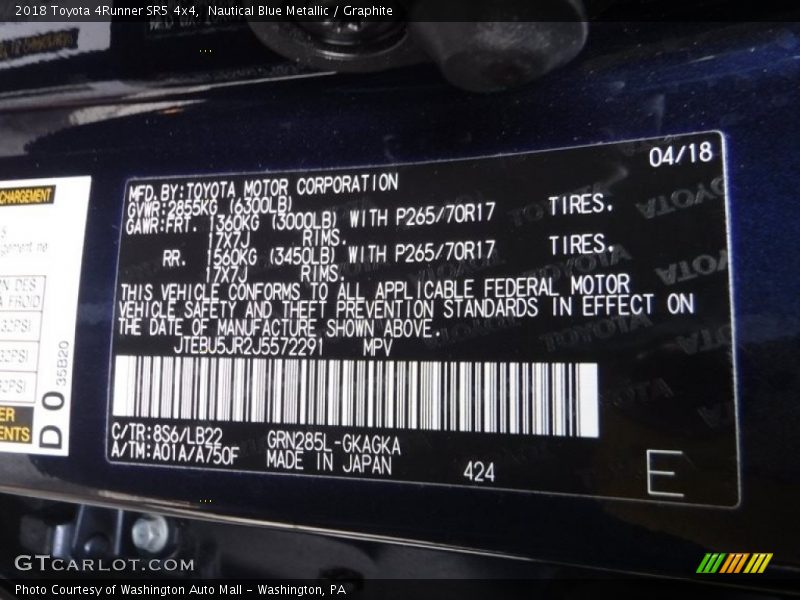 2018 Toyota 4Runner SR5 4x4, Nautical Blue Metallic / Graphite
04/18
MFD. BY: TOYOTA MOTOR CORPORATION
GVWR: 2855KG (6300LB)
GAWR: FRT. 1360KG (3000LB) WITH P265/70R17 TIRES.
17X7J RIMS.
RR. 1560KG (3450LB) WITH P265/70R17 TIRES.
17X7J RIMS.
THIS VEHICLE CONFORMS TO ALL APPLICABLE FEDERAL MOTOR
VEHICLE SAFETY AND THEFT PREVENTION STANDARDS IN EFFECT ON
THE DATE OF MANUFACTURE SHOWN ABOVE.
JTEBU5JR2J5572291 MPV
C/TR: 8S6/LB22 GRN285L-GKAGKA
A/TM: A01A/A750F MADE IN JAPAN
424
E
CHARGEMENT
DES
FROID
D 0 35B20
GTCARLOT.COM
Photo Courtesy of Washington Auto Mall - Washington, PA